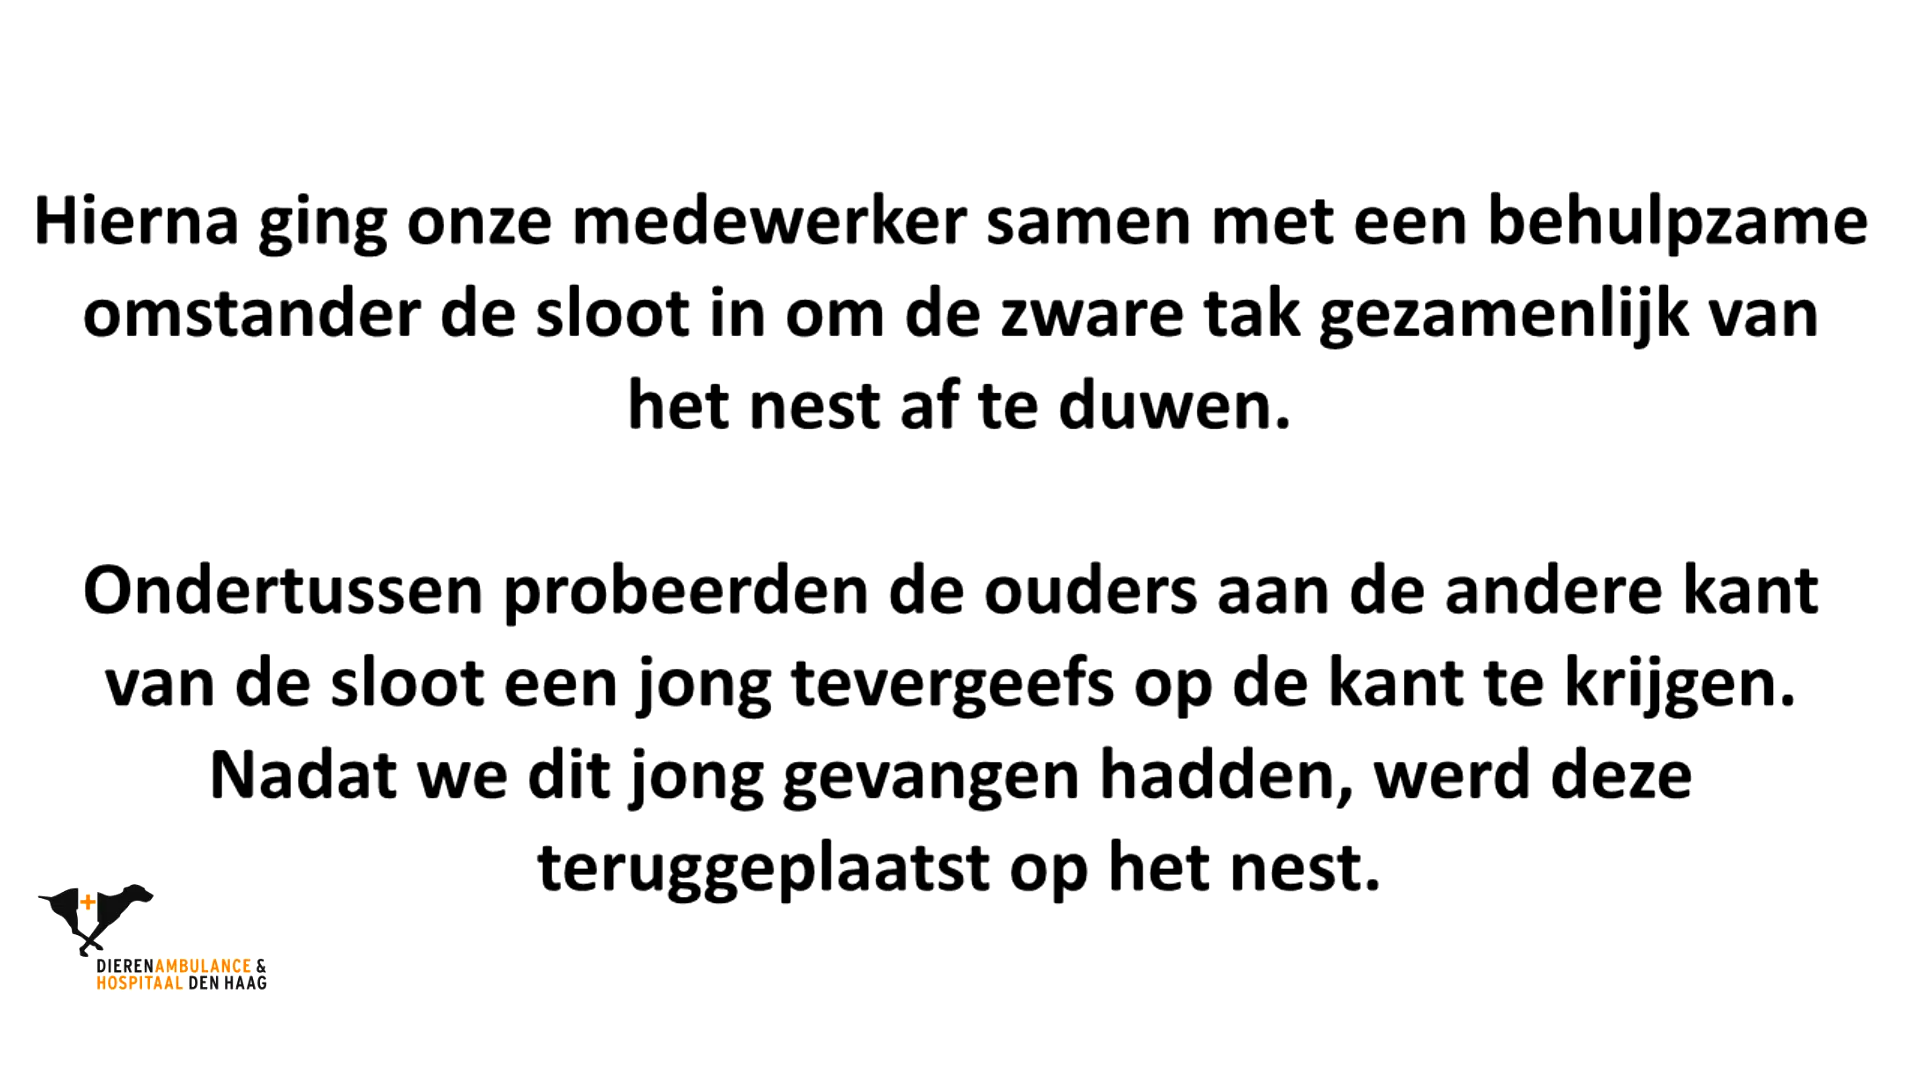 Hierna ging onze medewerker samen met een behulpzame
omstander de sloot in om de zware tak gezamenlijk van
het nest af te duwen.
Ondertussen probeerden de ouders aan de andere kant
van de sloot een jong tevergeefs op de kant te krijgen.
Nadat we dit jong gevangen hadden, werd deze
teruggeplaatst op het nest.
DIERENAMBULANCE &
HOSPITAAL DEN HAAG